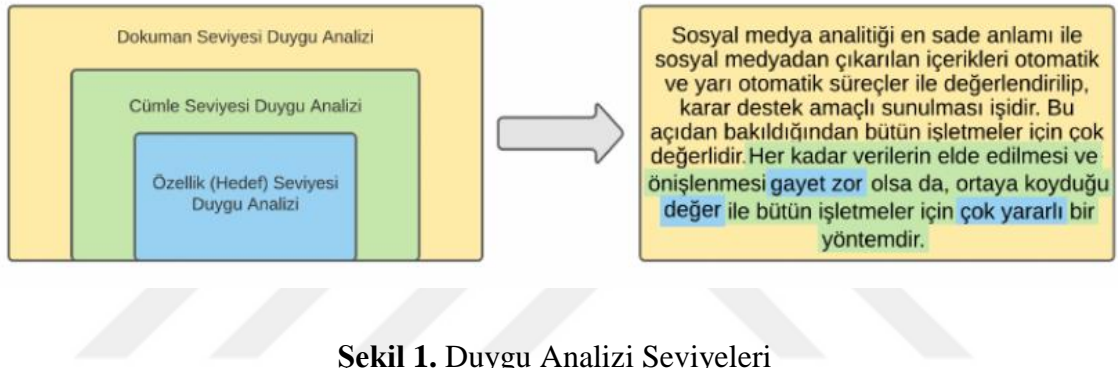 Dokuman Seviyesi Duygu Analizi
Cümle Seviyesi Duygu Analizi
Özellik (Hedef) Seviyesi
Duygu Analizi
Sosyal medya analitiği en sade anlamı ile
sosyal medyadan çıkarılan içerikleri otomatik
ve yarı otomatik süreçler ile değerlendirilip,
karar destek amaçlı sunulması işidir. Bu
açıdan bakıldığından bütün işletmeler için çok
değerlidir. Her kadar verilerin elde edilmesi ve
önişlenmesi gayet zor olsa da, ortaya koyduğu
değer ile bütün işletmeler için çok yararlı bir
yöntemdir.
Şekil 1. Duygu Analizi Seviyeleri